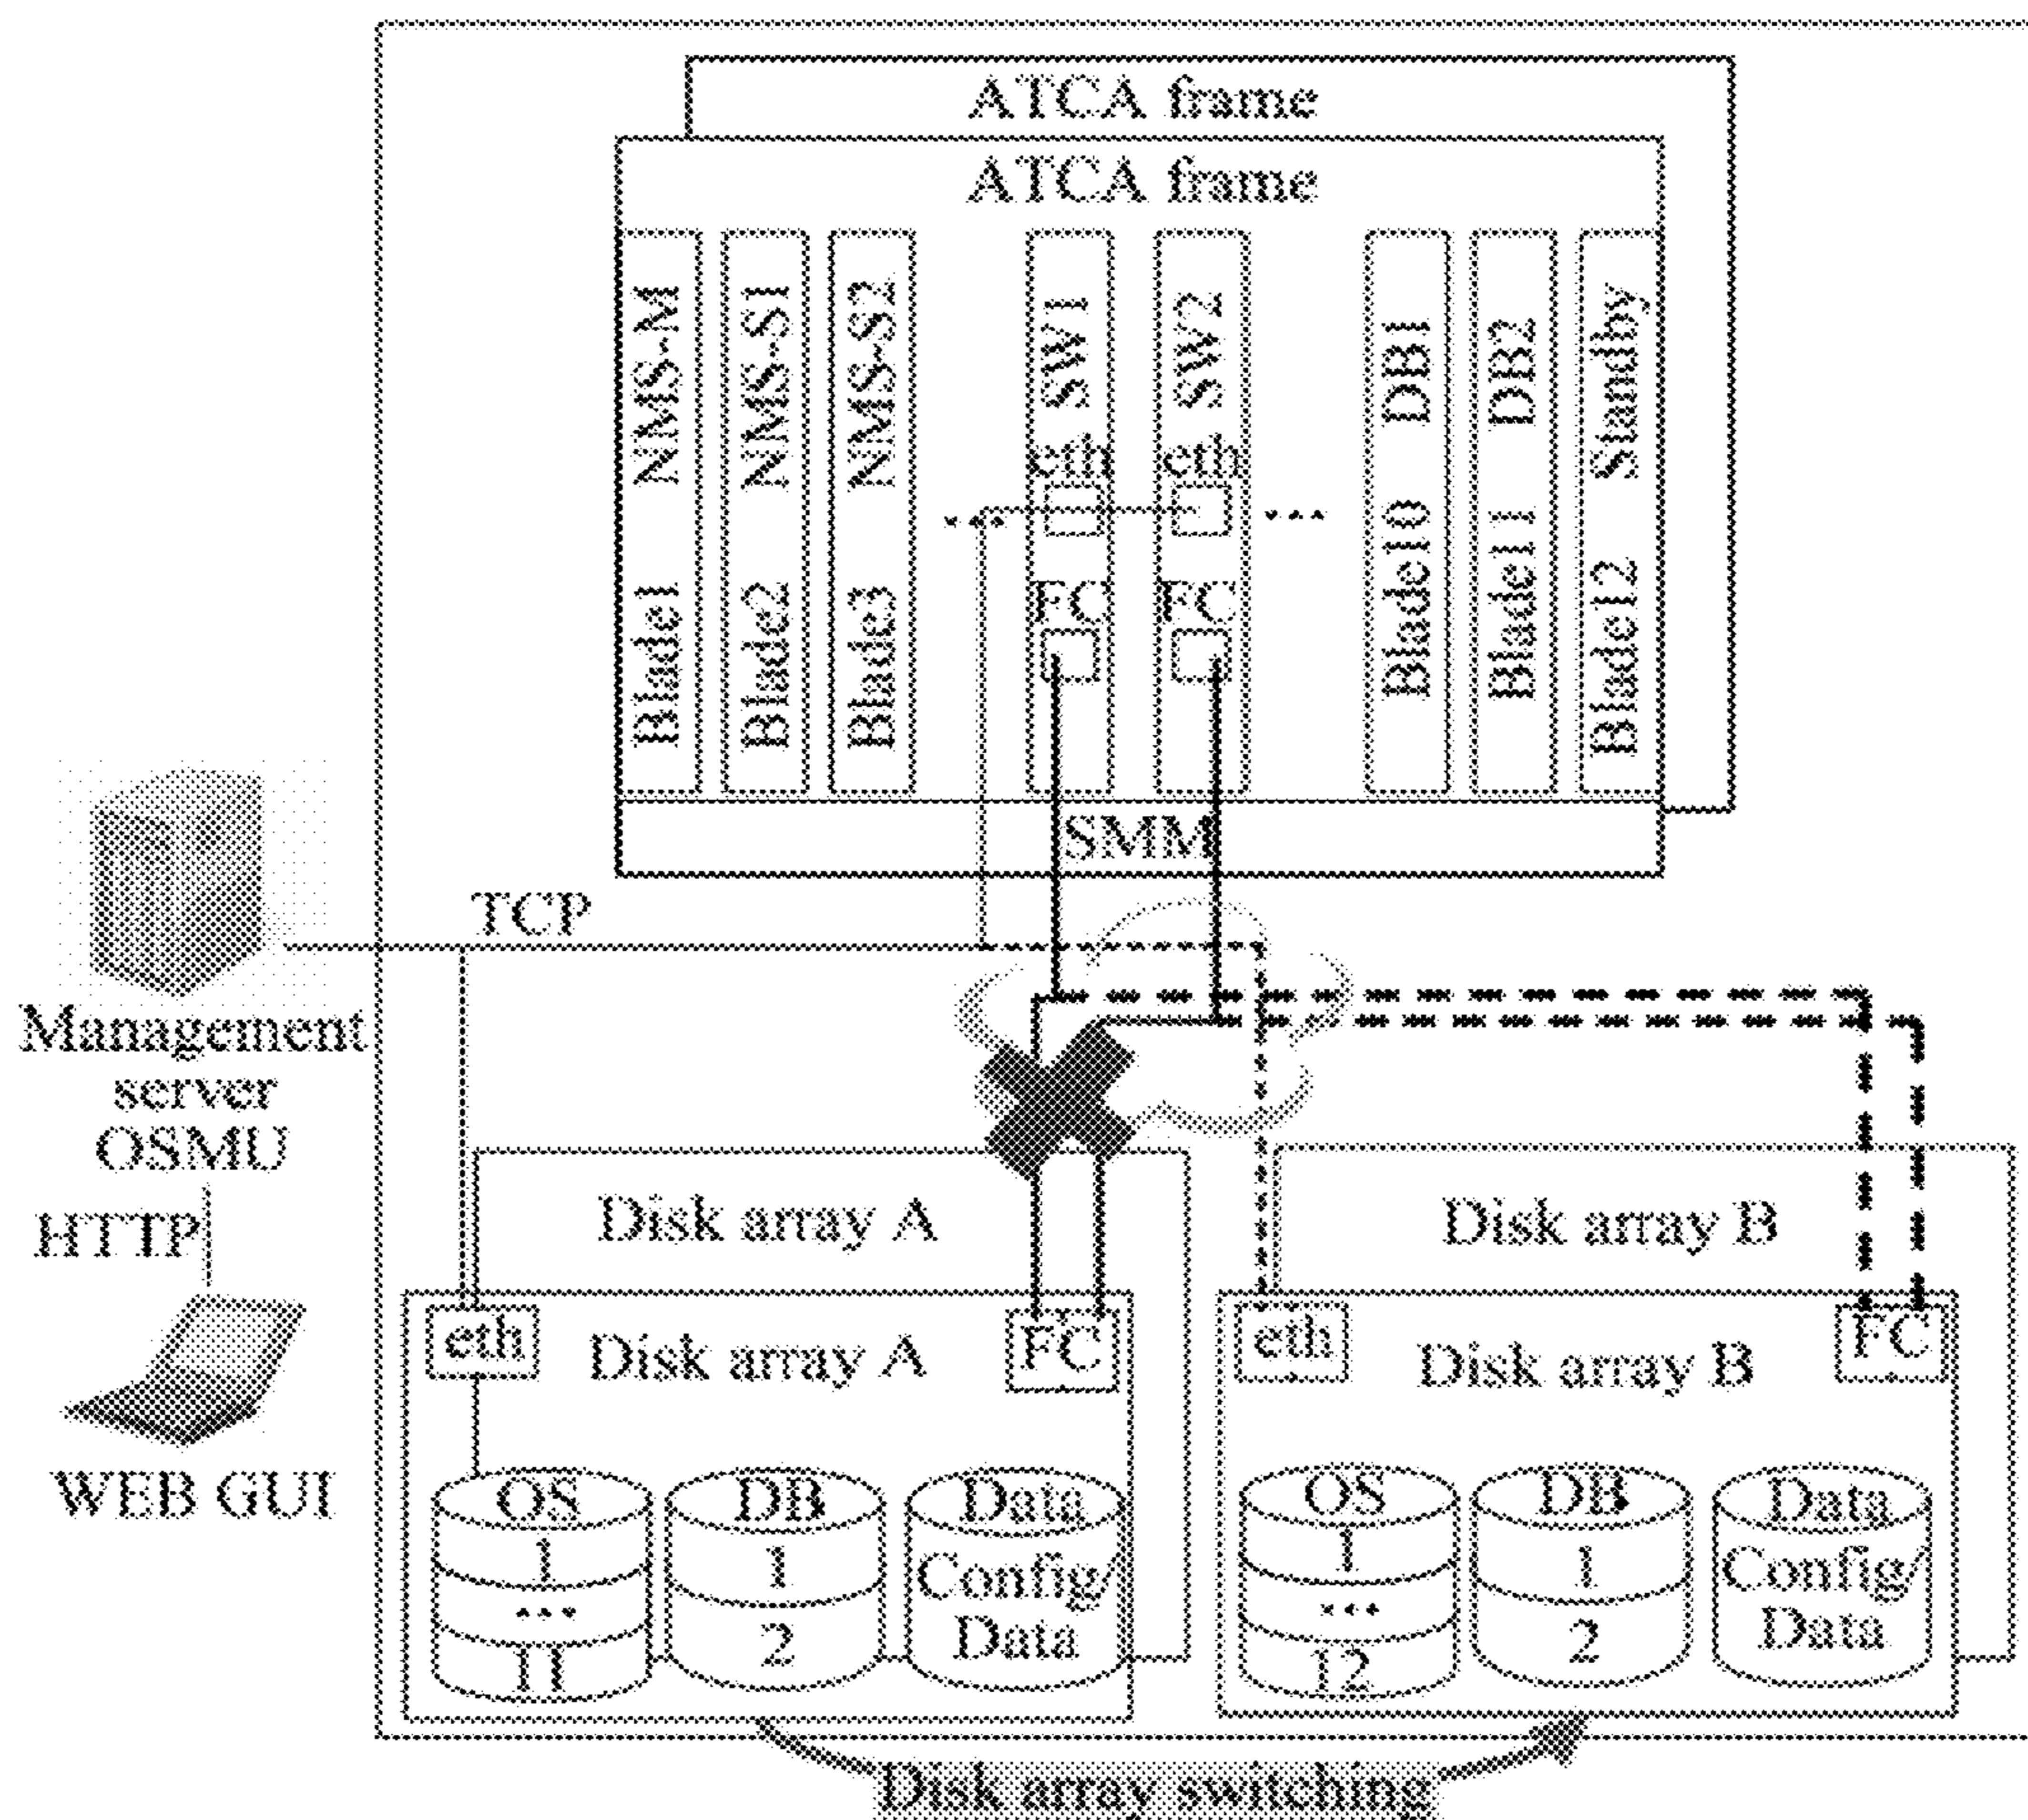 ATCA frame
ATCA frame
Blade1 NMS-M
Blade2 NMS-S1
Blade3 NMS-S2
...
SW1
eth
FC
SW2
eth
FC
...
Blade10 DB1
Blade11 DB2
Blade12 Standby
SMM
TCP
Management
server
OSMU
HTTP
WEB GUI
Disk array A
eth
Disk array A
FC
OS
1
...
11
DB
1
2
Data
Config/
Data
Disk array B
eth
Disk array B
FC
OS
1
...
12
DB
1
2
Data
Config/
Data
Disk array switching